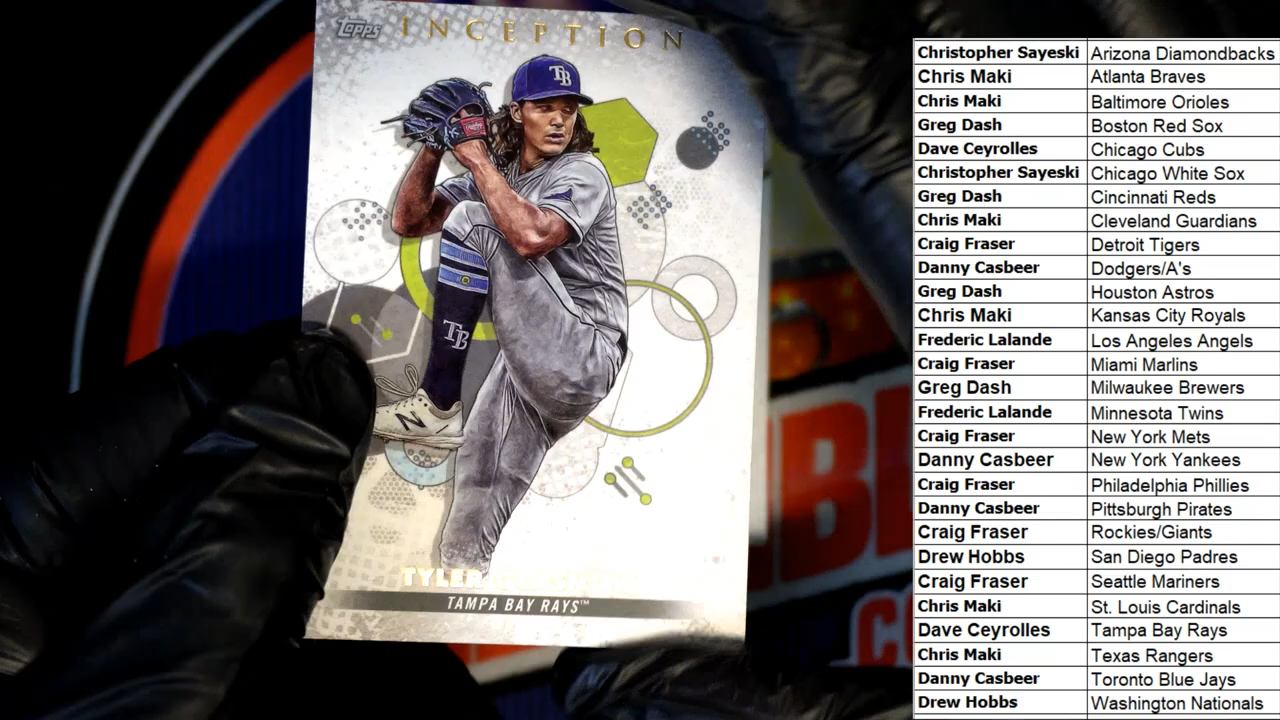 Topps INCEPTION
TB
TB
N
TYLER
TAMPA BAY RAYS™
Christopher Sayeski Arizona Diamondbacks
Chris Maki Atlanta Braves
Chris Maki Baltimore Orioles
Greg Dash Boston Red Sox
Dave Ceyrolles Chicago Cubs
Christopher Sayeski Chicago White Sox
Greg Dash Cincinnati Reds
Chris Maki Cleveland Guardians
Craig Fraser Detroit Tigers
Danny Casbeer Dodgers/A's
Greg Dash Houston Astros
Chris Maki Kansas City Royals
Frederic Lalande Los Angeles Angels
Craig Fraser Miami Marlins
Greg Dash Milwaukee Brewers
Frederic Lalande Minnesota Twins
Craig Fraser New York Mets
Danny Casbeer New York Yankees
Craig Fraser Philadelphia Phillies
Danny Casbeer Pittsburgh Pirates
Craig Fraser Rockies/Giants
Drew Hobbs San Diego Padres
Craig Fraser Seattle Mariners
Chris Maki St. Louis Cardinals
Dave Ceyrolles Tampa Bay Rays
Chris Maki Texas Rangers
Danny Casbeer Toronto Blue Jays
Drew Hobbs Washington Nationals